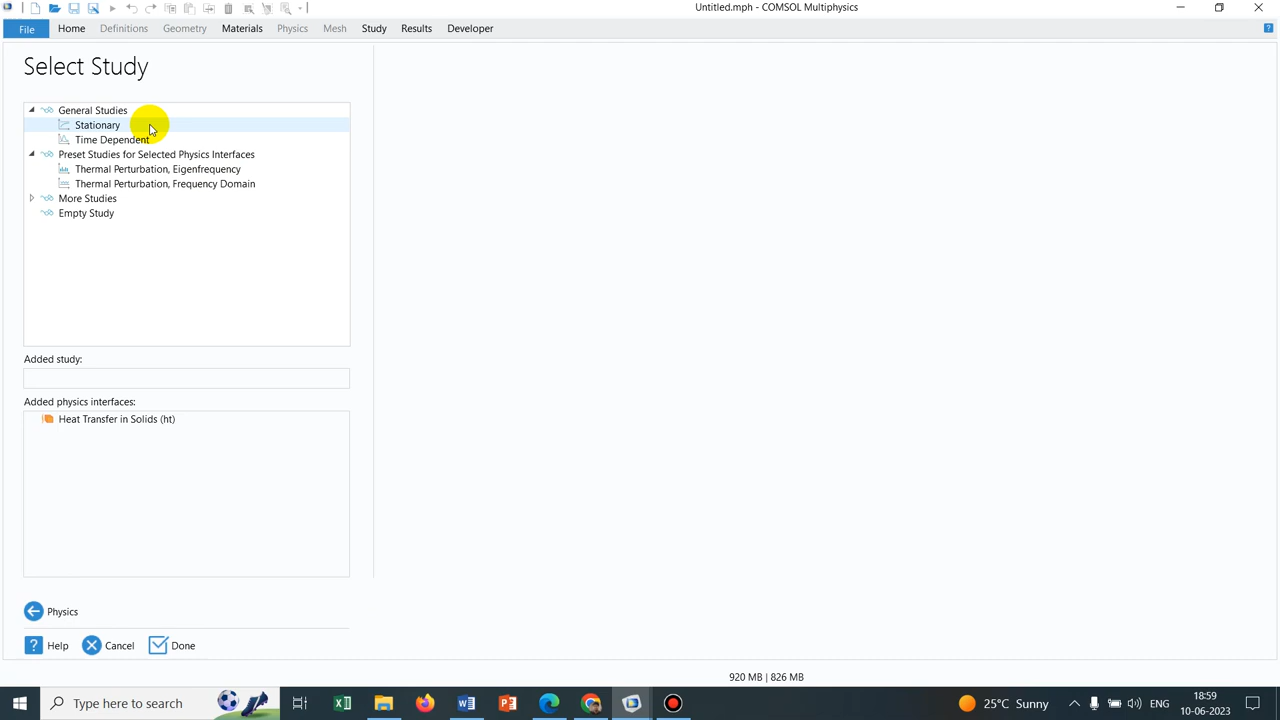 Untitled.mph - COMSOL Multiphysics
File Home Definitions Geometry Materials Physics Mesh Study Results Developer
Select Study
General Studies
Stationary
Time Dependent
Preset Studies for Selected Physics Interfaces
Thermal Perturbation, Eigenfrequency
Thermal Perturbation, Frequency Domain
More Studies
Empty Study
Added study:
Added physics interfaces:
Heat Transfer in Solids (ht)
Physics
Help Cancel Done
920 MB | 826 MB
Type here to search
25°C Sunny
ENG
18:59
10-06-2023